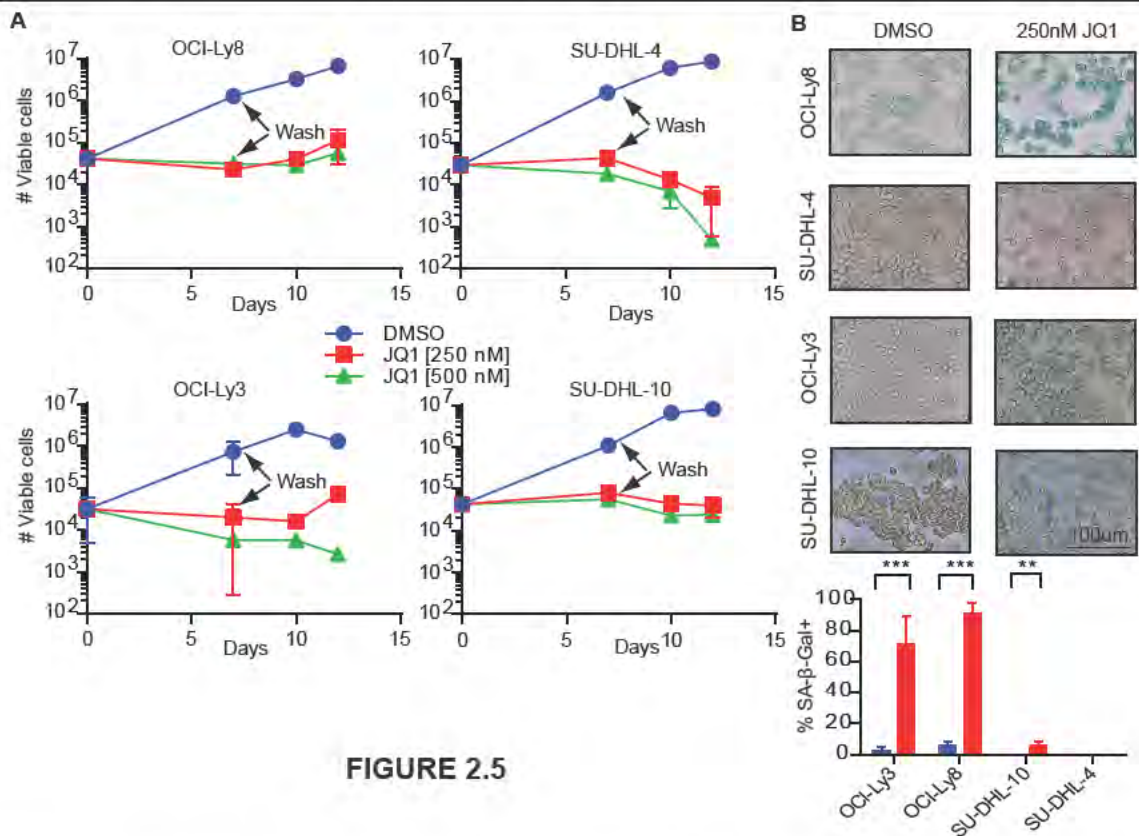 A
OCI-Ly8
# Viable cells
10^7
10^6
10^5
10^4
10^3
10^2
Wash
0 5 10 15
Days
SU-DHL-4
10^7
10^6
10^5
10^4
10^3
10^2
Wash
0 5 10 15
Days
DMSO
JQ1 [250 nM]
JQ1 [500 nM]
OCI-Ly3
# Viable cells
10^7
10^6
10^5
10^4
10^3
10^2
Wash
0 5 10 15
Days
SU-DHL-10
10^7
10^6
10^5
10^4
10^3
10^2
Wash
0 5 10 15
Days
B
DMSO 250nM JQ1
OCI-Ly8
SU-DHL-4
OCI-Ly3
SU-DHL-10
100um
*** *** **
% SA-β-Gal+
100
80
60
40
20
0
OCI-Ly3
OCI-Ly8
SU-DHL-10
SU-DHL-4
FIGURE 2.5